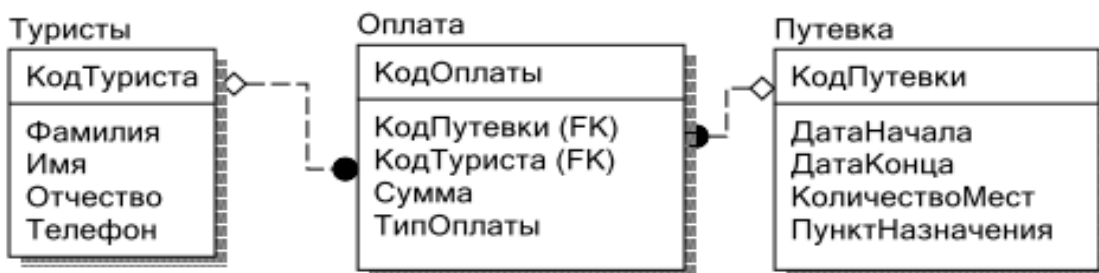 Туристы
КодТуриста
Фамилия
Имя
Отчество
Телефон
Оплата
КодОплаты
КодПутевки (FK)
КодТуриста (FK)
Сумма
ТипОплаты
Путевка
КодПутевки
ДатаНачала
ДатаКонца
КоличествоМест
ПунктНазначения